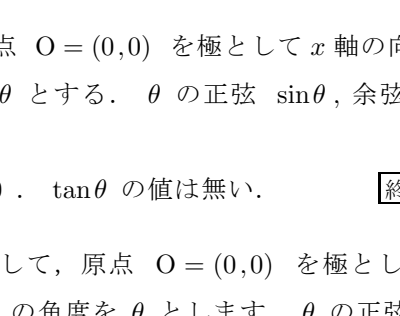 点 O = (0,0) を極として x 軸の向
θ とする． θ の正弦 sinθ , 余弦
． tanθ の値は無い．
して，原点 O = (0,0) を極とし
の角度を θ とします． θ の正弦